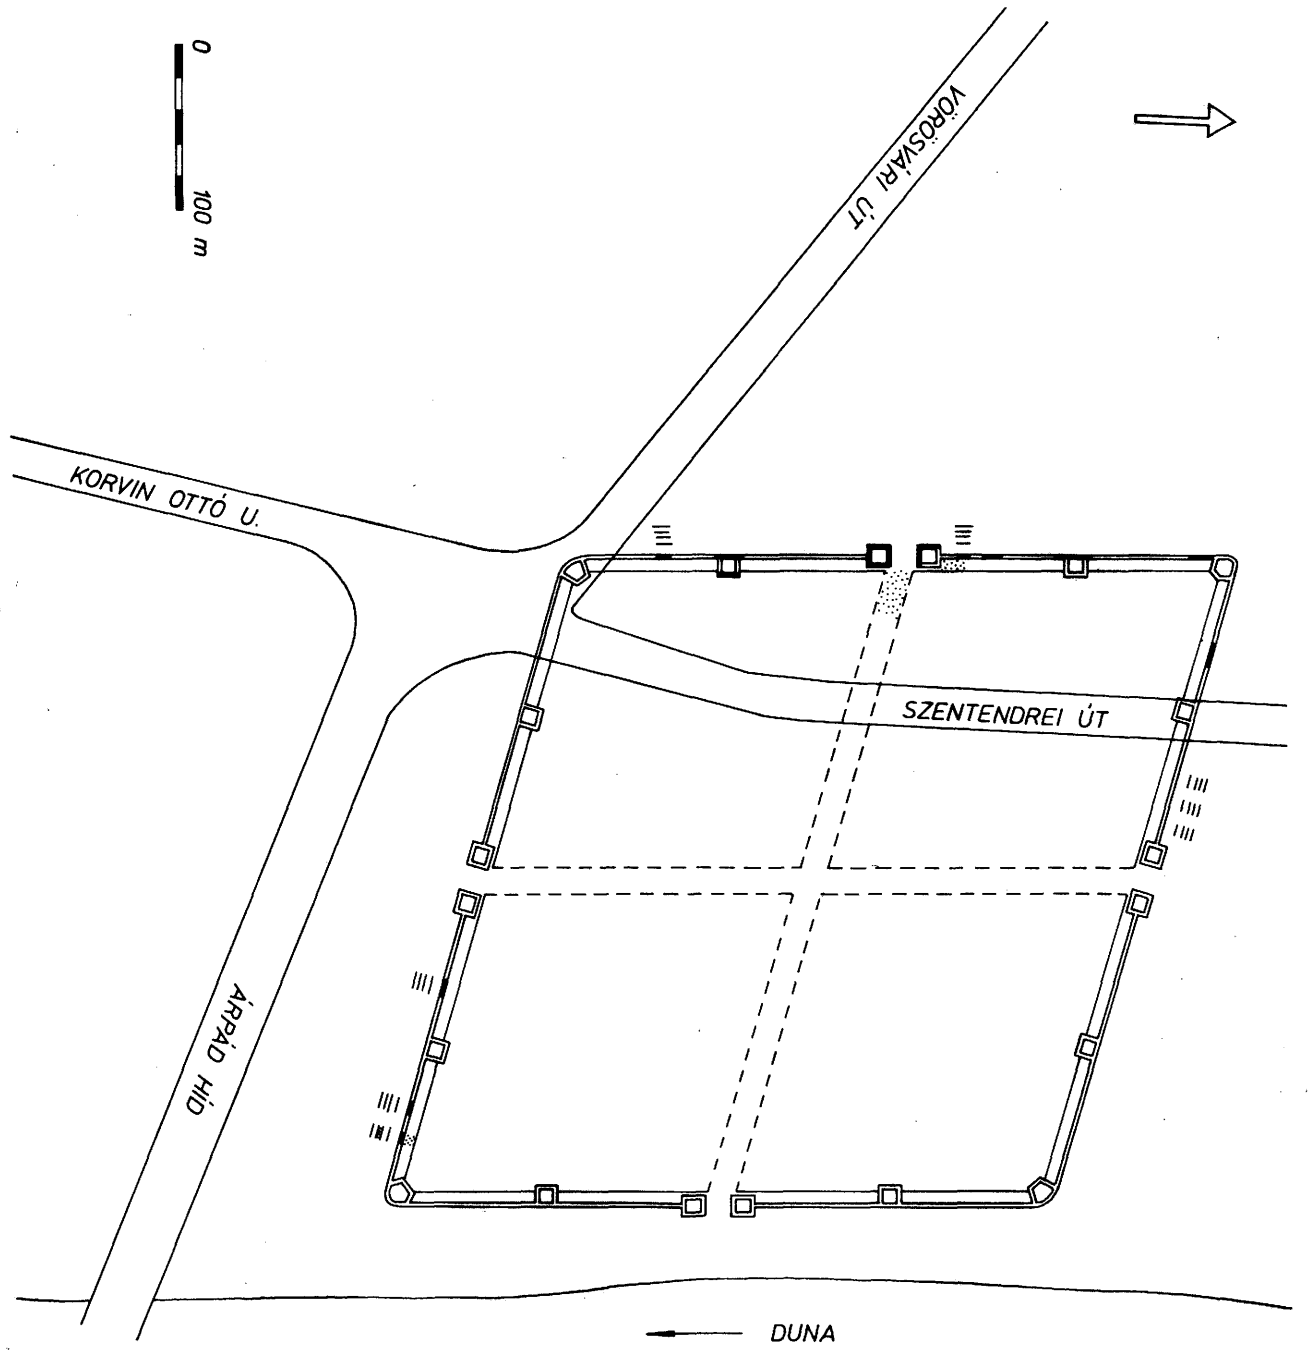 0
100 m
VÖRÖSVÁRI ÚT
KORVIN OTTÓ U.
SZENTENDREI ÚT
ÁRPÁD HÍD
DUNA